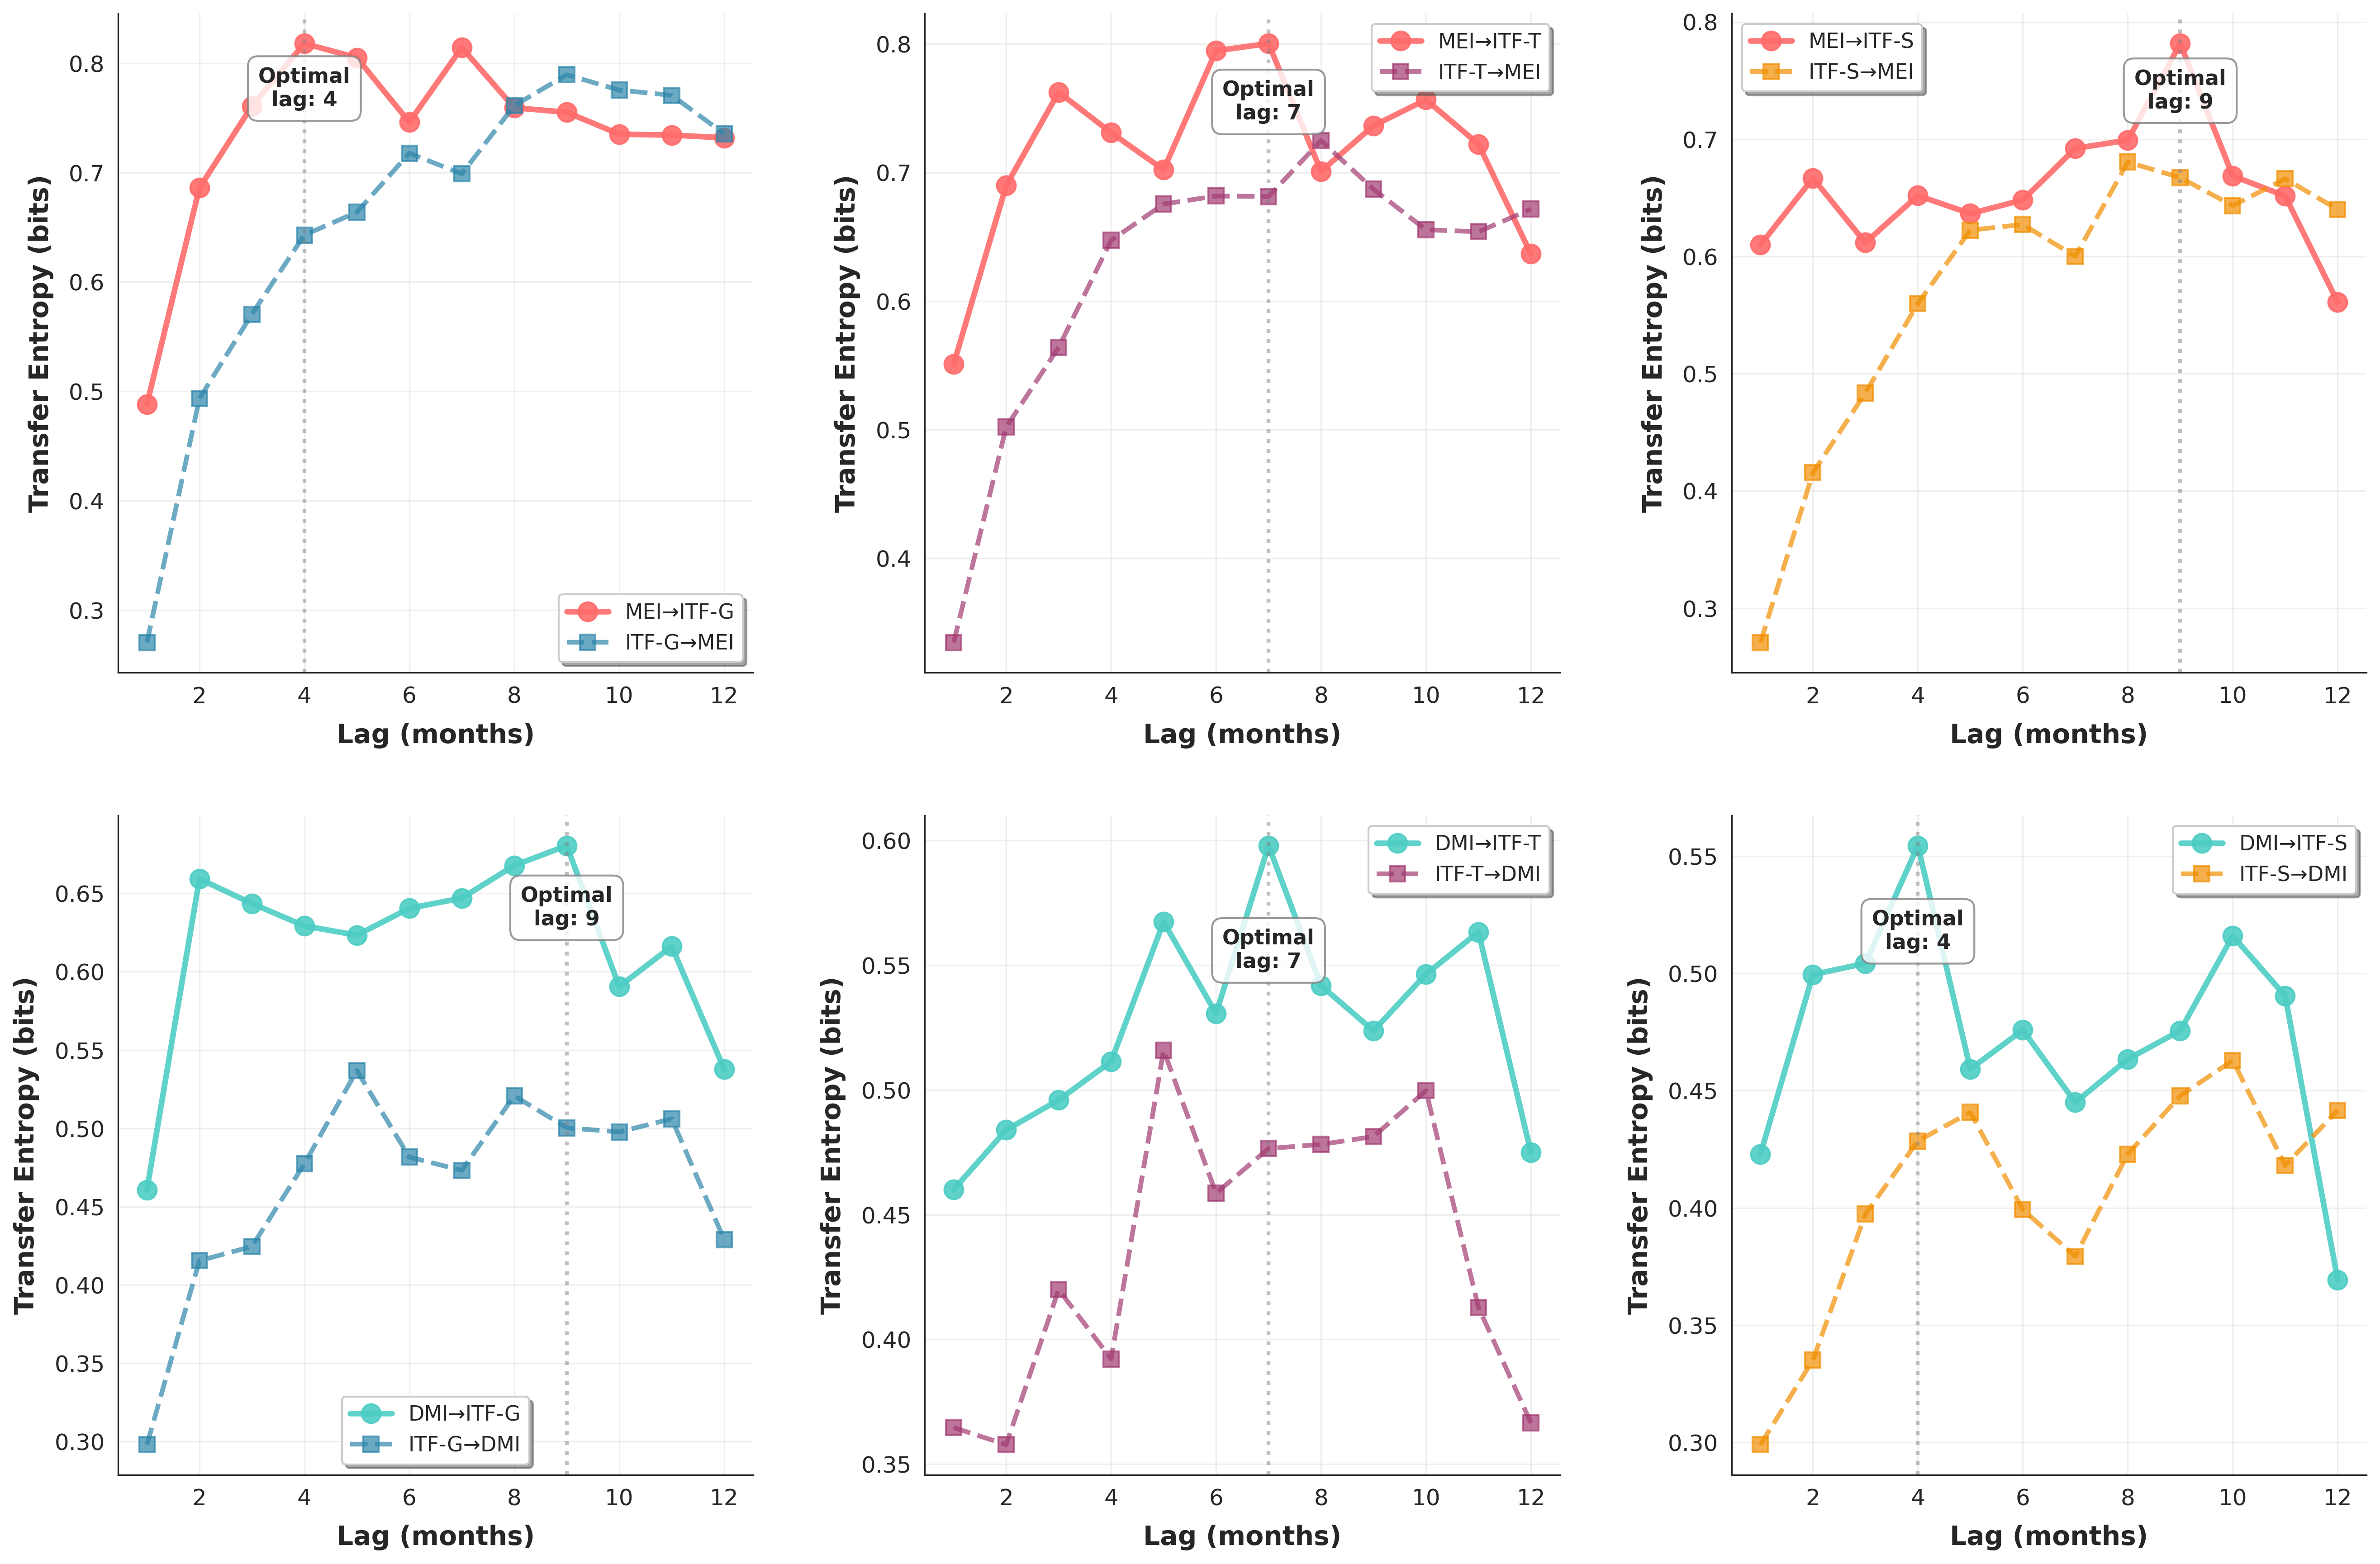 Transfer Entropy (bits)
0.8
0.7
0.6
0.5
0.4
0.3
Optimal
lag: 4
MEI→ITF-G
ITF-G→MEI
2 4 6 8 10 12
Lag (months)
Transfer Entropy (bits)
0.8
0.7
0.6
0.5
0.4
MEI→ITF-T
ITF-T→MEI
Optimal
lag: 7
2 4 6 8 10 12
Lag (months)
Transfer Entropy (bits)
0.8
0.7
0.6
0.5
0.4
0.3
MEI→ITF-S
ITF-S→MEI
Optimal
lag: 9
2 4 6 8 10 12
Lag (months)
Transfer Entropy (bits)
0.65
0.60
0.55
0.50
0.45
0.40
0.35
0.30
Optimal
lag: 9
DMI→ITF-G
ITF-G→DMI
2 4 6 8 10 12
Lag (months)
Transfer Entropy (bits)
0.60
0.55
0.50
0.45
0.40
0.35
DMI→ITF-T
ITF-T→DMI
Optimal
lag: 7
2 4 6 8 10 12
Lag (months)
Transfer Entropy (bits)
0.55
0.50
0.45
0.40
0.35
0.30
DMI→ITF-S
ITF-S→DMI
Optimal
lag: 4
2 4 6 8 10 12
Lag (months)